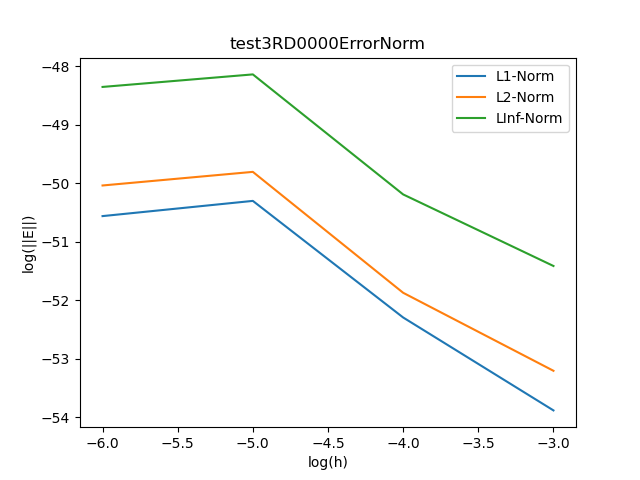 test3RD0000ErrorNorm
L1-Norm
L2-Norm
LInf-Norm
log(||E||)
−48
−49
−50
−51
−52
−53
−54
−6.0 −5.5 −5.0 −4.5 −4.0 −3.5 −3.0
log(h)